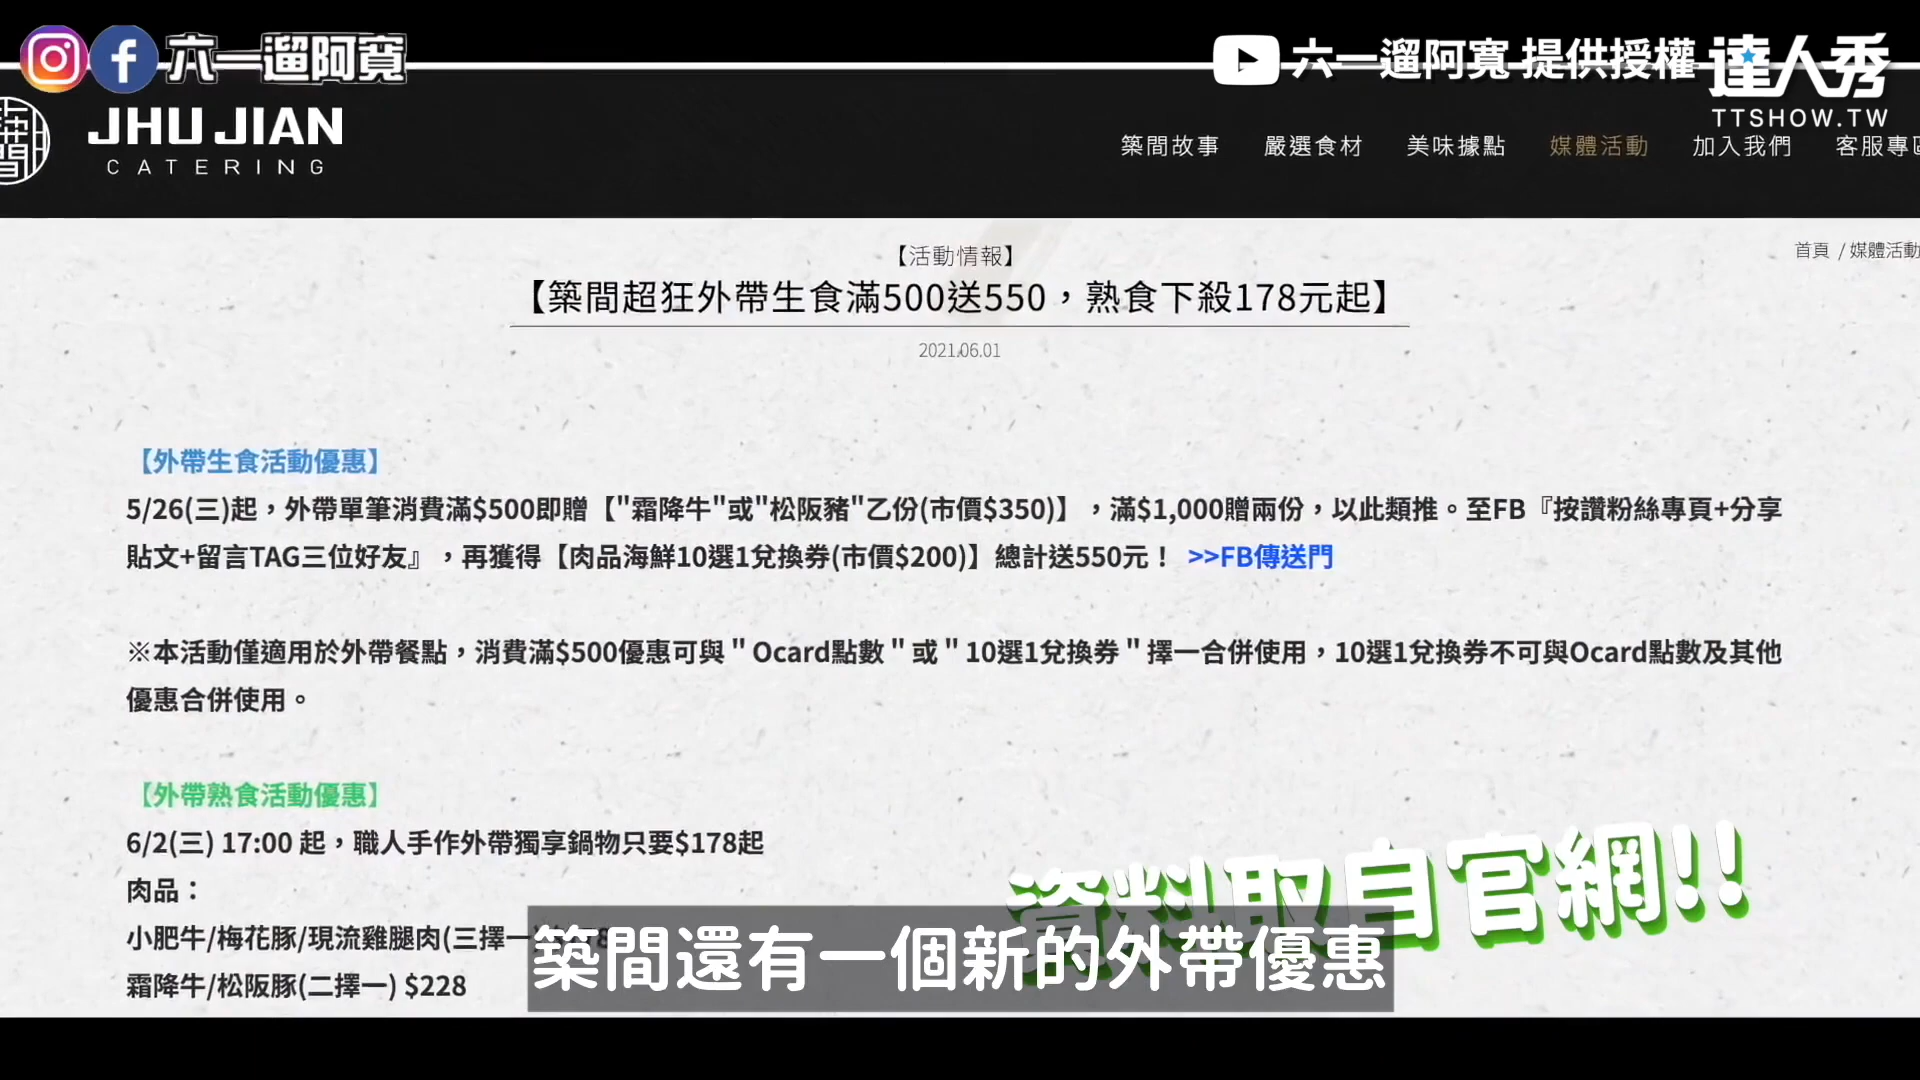 六一遛阿寬
六一遛阿寬 提供授權
達人秀
TTSHOW.TW
築間
JHU JIAN
CATERING
築間故事 嚴選食材 美味據點 媒體活動 加入我們 客服專區
首頁 / 媒體活動
【活動情報】
【築間超狂外帶生食滿500送550,熟食下殺178元起】
2021.06.01
【外帶生食活動優惠】
5/26(三)起,外帶單筆消費滿$500即贈【"霜降牛"或"松阪豬"乙份(市價$350)】,滿$1,000贈兩份,以此類推。至FB『按讚粉絲專頁+分享
貼文+留言TAG三位好友』,再獲得【肉品海鮮10選1兌換券(市價$200)】總計送550元! >>FB傳送門
※本活動僅適用於外帶餐點,消費滿$500優惠可與 " Ocard點數 " 或 " 10選1兌換券 " 擇一合併使用,10選1兌換券不可與Ocard點數及其他
優惠合併使用。
【外帶熟食活動優惠】
6/2(三) 17:00 起,職人手作外帶獨享鍋物只要$178起
肉品:
小肥牛/梅花豚/現流雞腿肉(三擇一
霜降牛/松阪豚(二擇一) $228
資料取自官網!!
築間還有一個新的外帶優惠